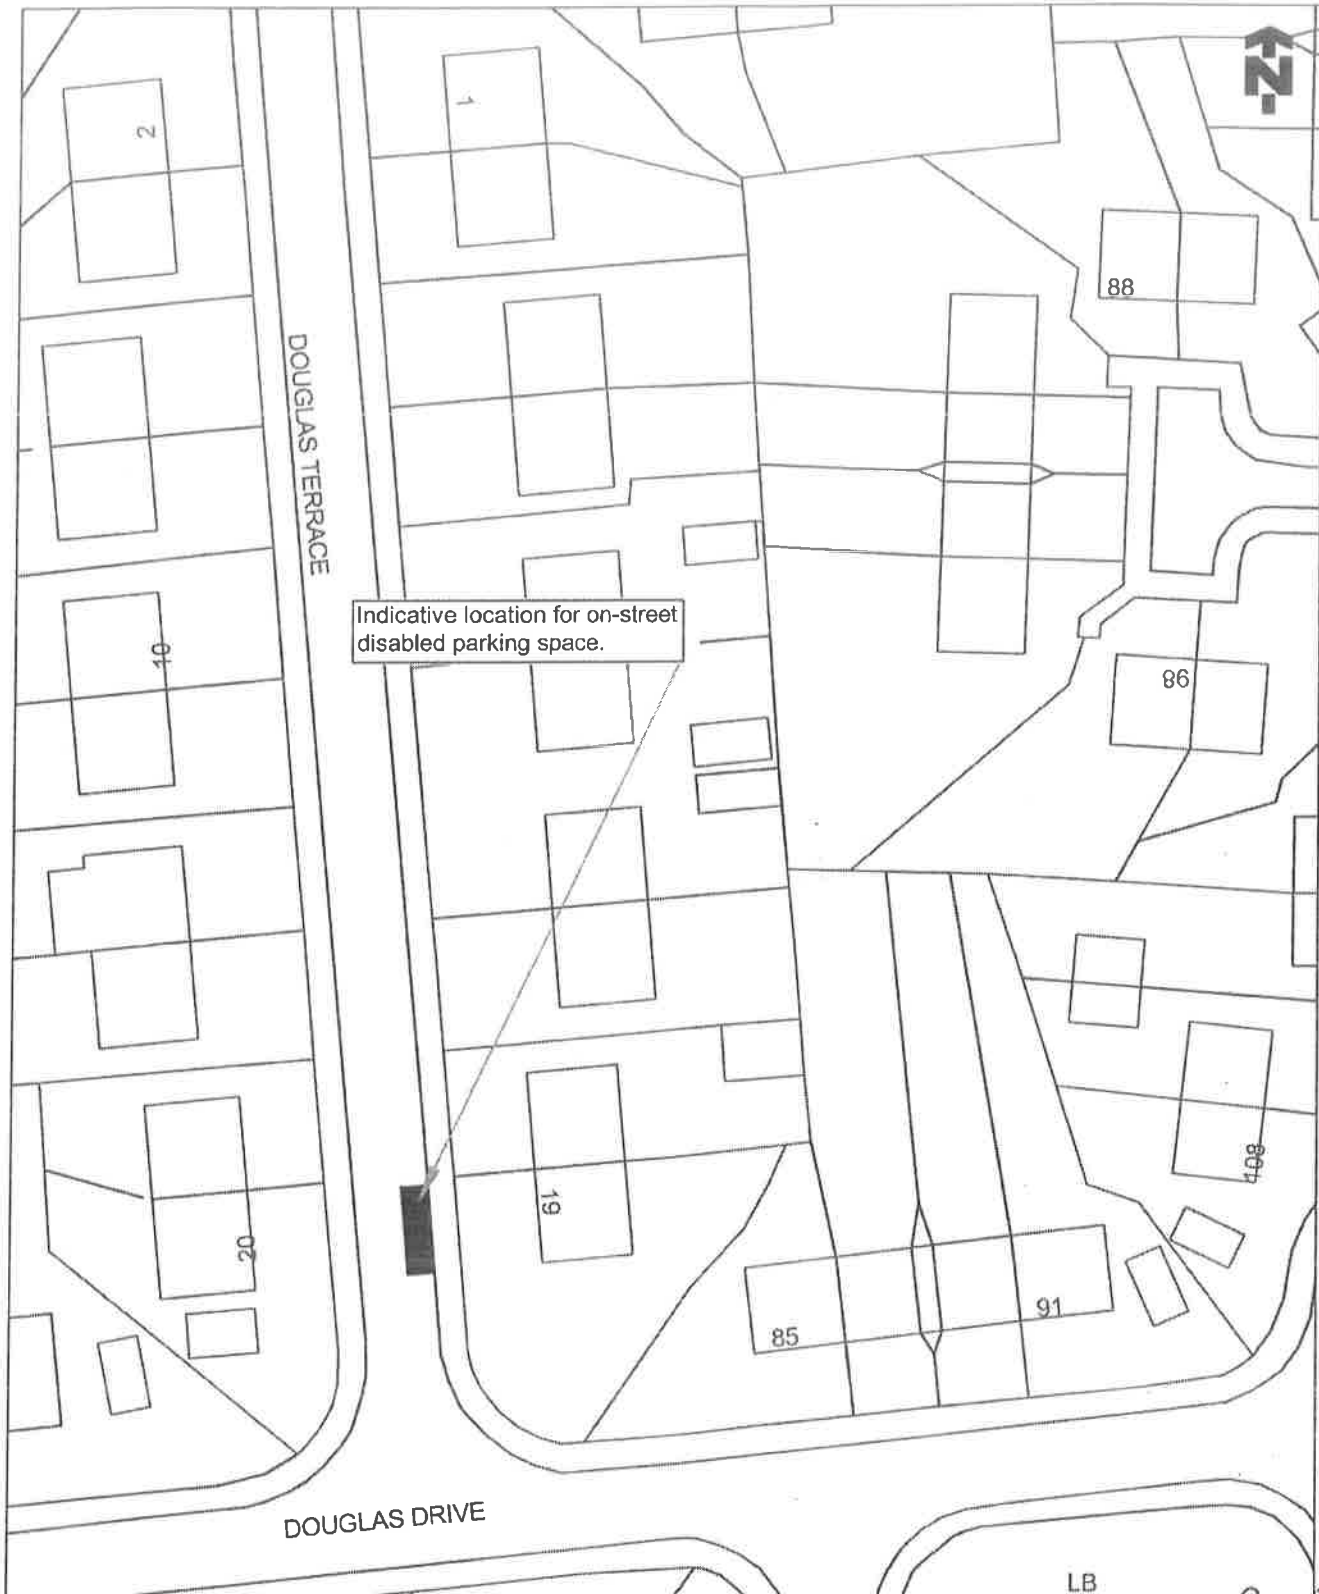 N
1
2
88
DOUGLAS TERRACE
Indicative location for on-street
disabled parking space.
10
98
108
19
20
91
85
DOUGLAS DRIVE
LB